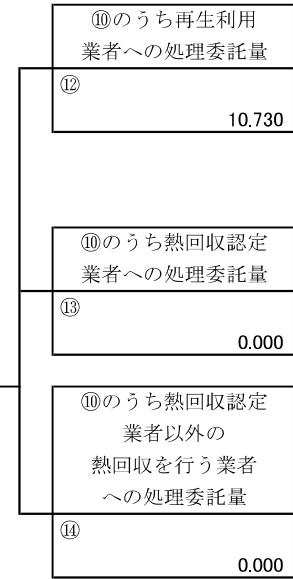 ⑩のうち再生利用
業者への処理委託量
⑫
10.730
⑩のうち熱回収認定
業者への処理委託量
⑬
0.000
⑩のうち熱回収認定
業者以外の
熱回収を行う業者
への処理委託量
⑭
0.000